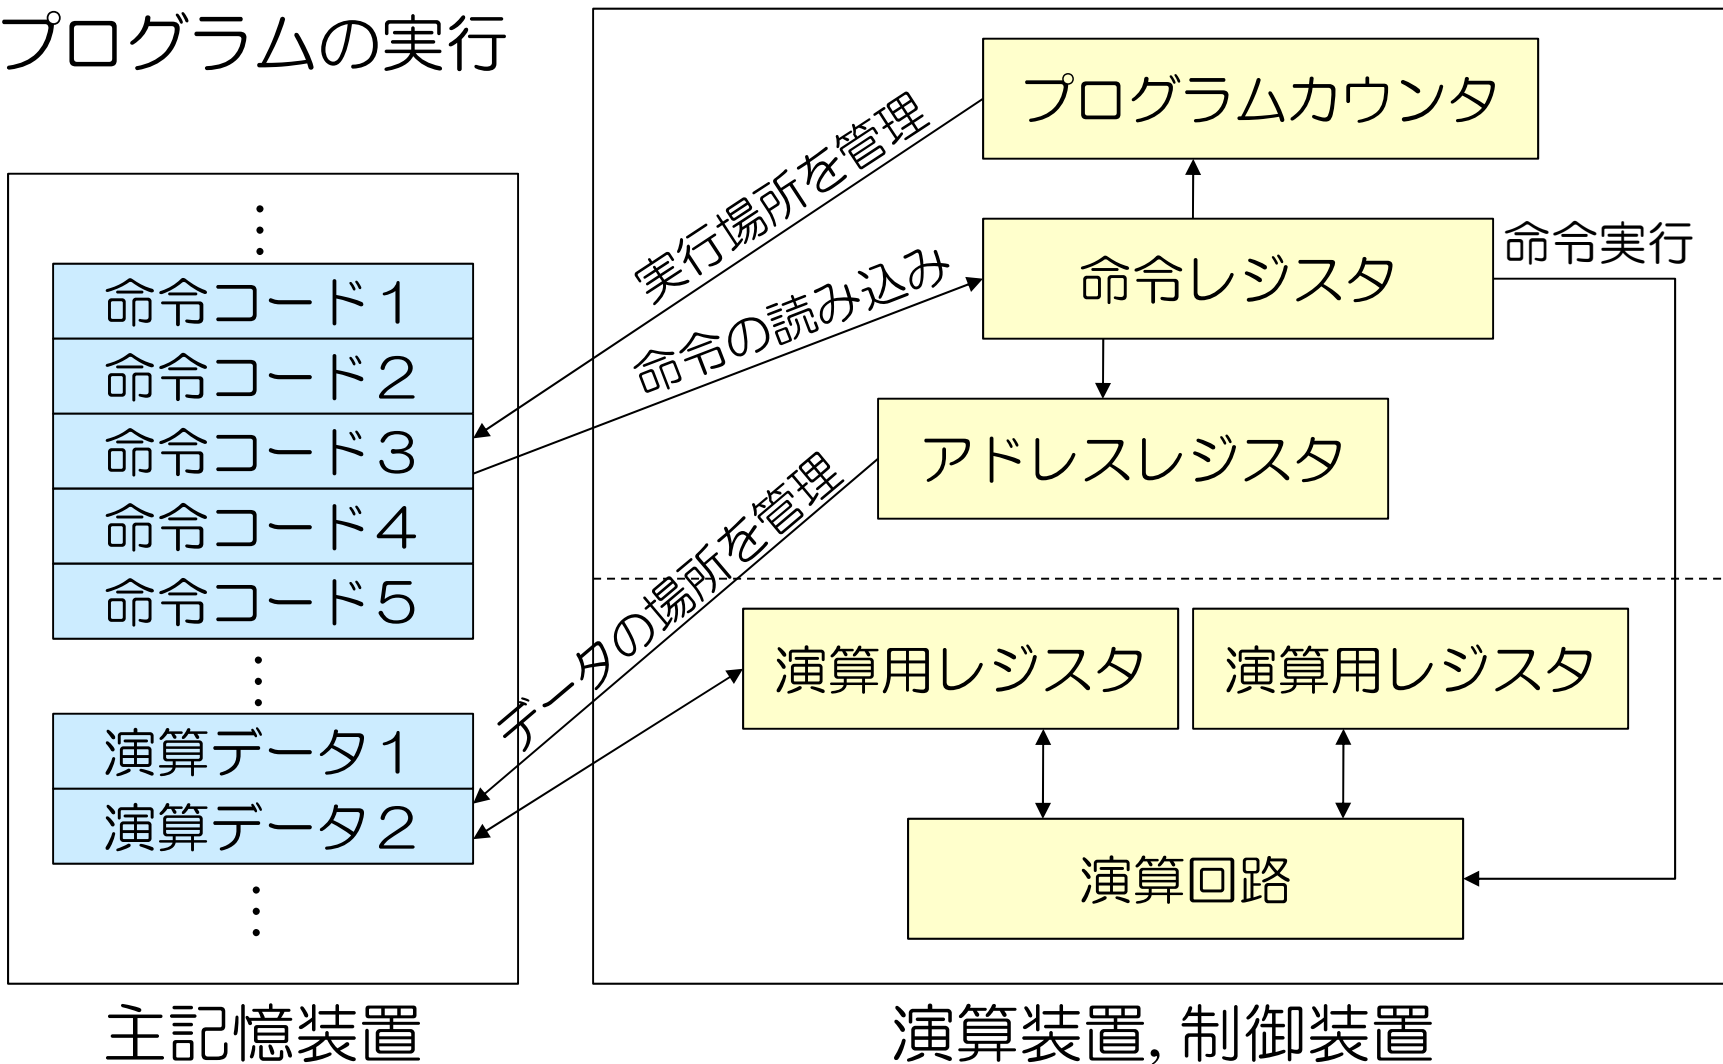 プログラムの実行
プログラムカウンタ
実行場所を管理
命令レジスタ
命令実行
命令の読み込み
アドレスレジスタ
データの場所を管理
命令コード１
命令コード２
命令コード３
命令コード４
命令コード５
演算データ１
演算データ２
演算用レジスタ
演算用レジスタ
演算回路
主記憶装置
演算装置, 制御装置